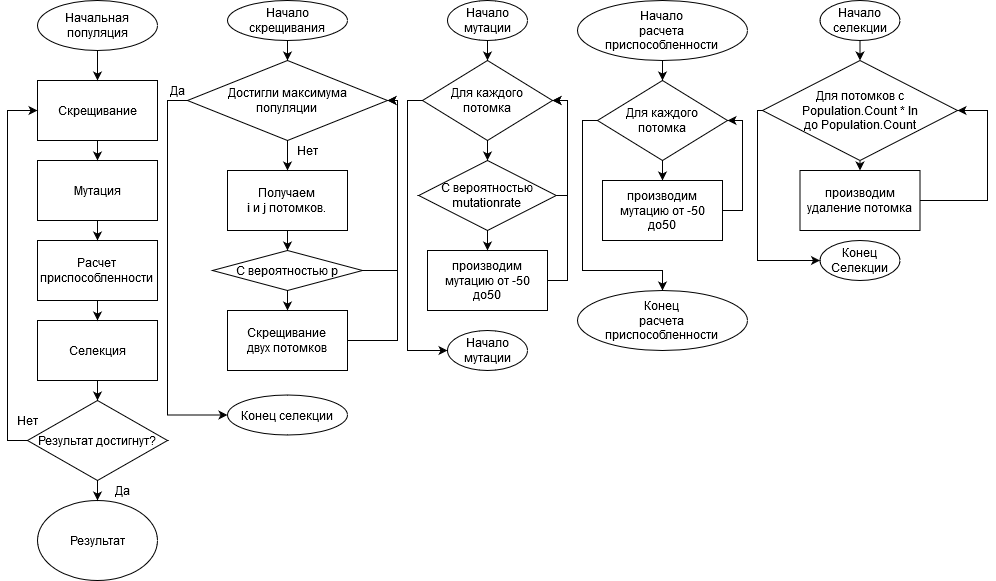 Начальная
популяция
Скрещивание
Мутация
Расчет
приспособленности
Селекция
Нет
Результат достигнут?
Да
Результат
Начало
скрещивания
Да
Достигли максимума
популяции
Нет
Получаем
i и j потомков.
С вероятностью p
Скрещивание
двух потомков
Конец селекции
Начало
мутации
Для каждого
потомка
С вероятностью
mutationrate
производим
мутацию от -50
до50
Начало
мутации
Начало
расчета
приспособленности
Для каждого
потомка
производим
мутацию от -50
до50
Конец
расчета
приспособленности
Начало
селекции
Для потомков с
Population.Count * ln
до Population.Count
производим
удаление потомка
Конец
Селекции